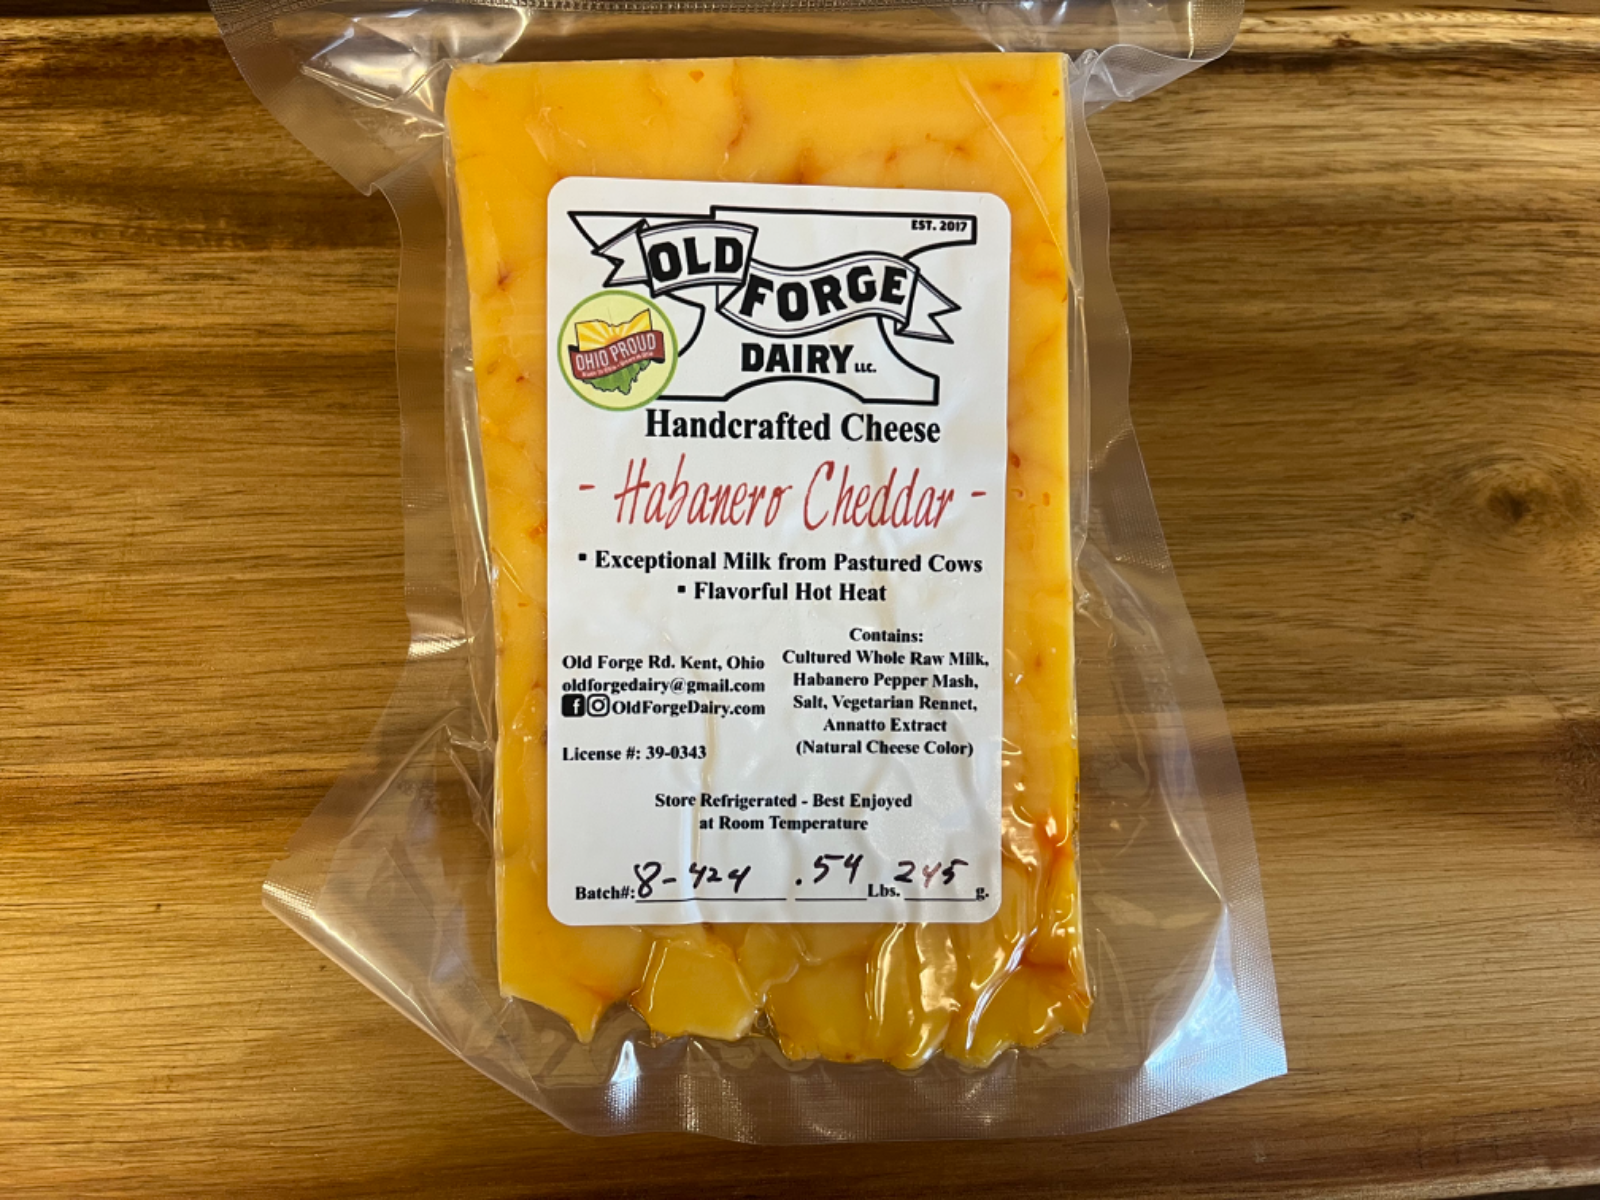 EST. 2017
OLD
FORGE
DAIRY LLC.
OHIO PROUD
Handcrafted Cheese
- Habanero Cheddar -
▪ Exceptional Milk from Pastured Cows
▪ Flavorful Hot Heat
Old Forge Rd. Kent, Ohio
oldforgedairy@gmail.com
OldForgeDairy.com
License #: 39-0343
Contains:
Cultured Whole Raw Milk,
Habanero Pepper Mash,
Salt, Vegetarian Rennet,
Annatto Extract
(Natural Cheese Color)
Store Refrigerated - Best Enjoyed
at Room Temperature
Batch#: 8-424 .54 Lbs. 245 g.